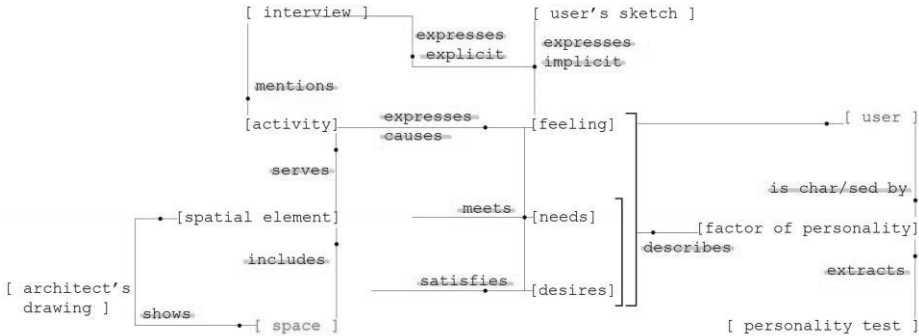 [ interview ]
[ user's sketch ]
expresses
explicit
expresses
implicit
mentions
[activity]
expresses
causes
[feeling]
[ user ]
serves
is char/sed by
[spatial element]
meets
[needs]
[factor of personality]
describes
includes
satisfies
extracts
[ architect's
drawing ]
[desires]
shows
[ space ]
[ personality test ]